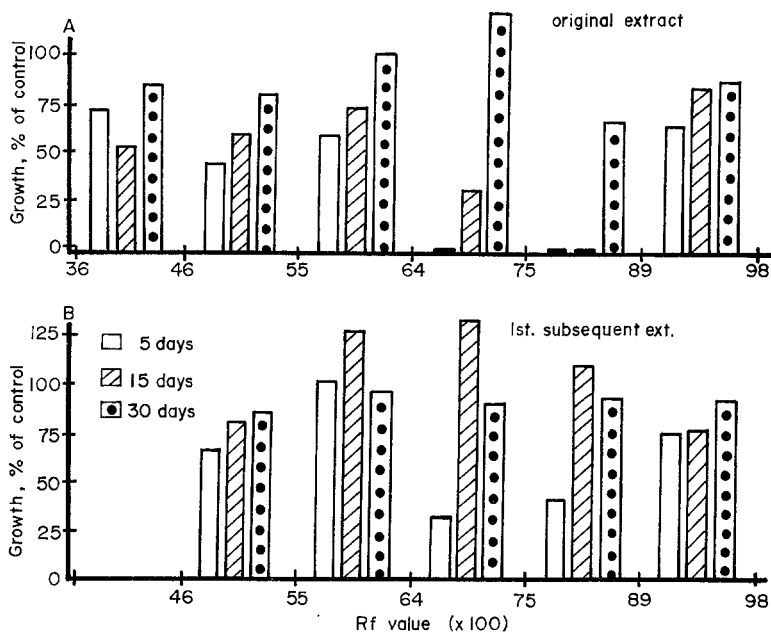 A
original extract
Growth, % of control
100
75
50
25
0
36
46
55
64
75
89
98
B
1st. subsequent ext.
5 days
15 days
30 days
Growth, % of control
125
100
75
50
25
0
46
55
64
75
89
98
Rf value (x 100)